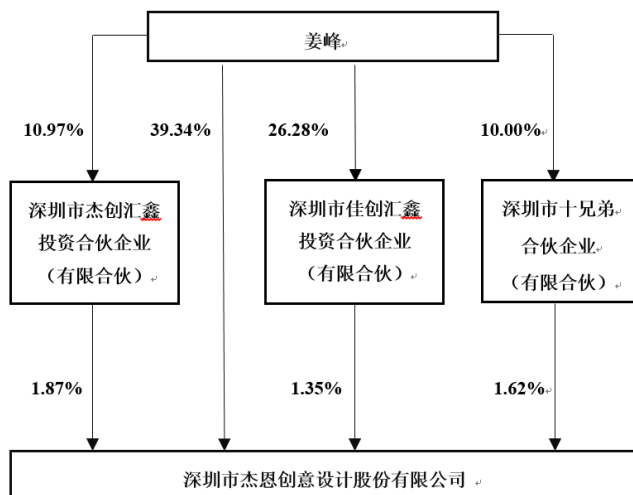 姜峰
10.97% 39.34% 26.28% 10.00%
深圳市杰创汇鑫
投资合伙企业
（有限合伙）
深圳市佳创汇鑫
投资合伙企业
（有限合伙）
深圳市十兄弟
合伙企业
（有限合伙）
1.87% 1.35% 1.62%
深圳市杰恩创意设计股份有限公司